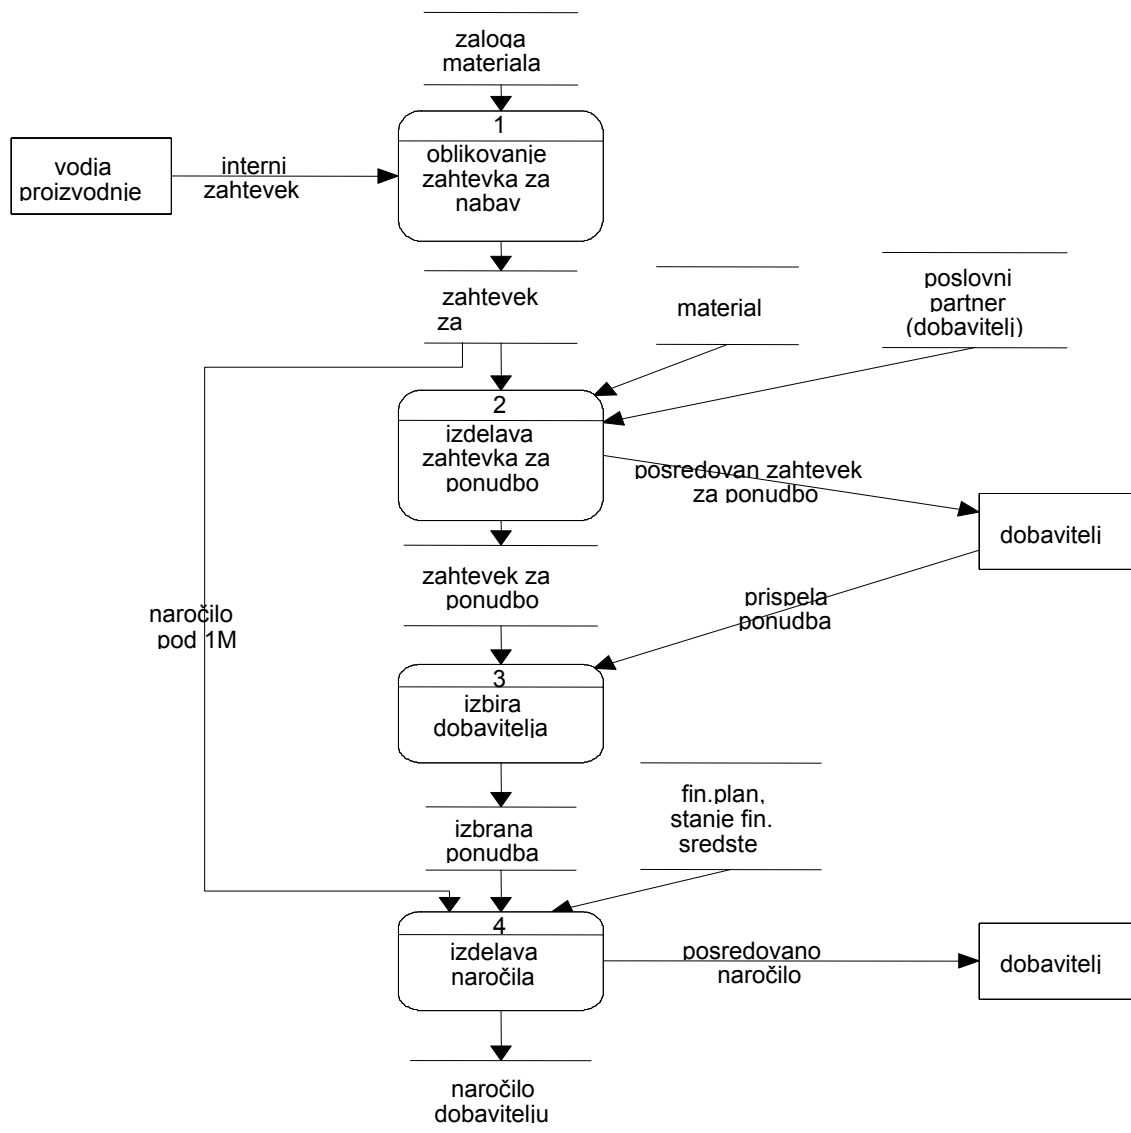 zaloga
materiala
1
oblikovanje
zahtevka za
nabav
vodja
proizvodnje
interni
zahtevek
zahtevek
za
material
poslovni
partner
(dobavitelj)
2
izdelava
zahtevka za
ponudbo
posredovan zahtevek
za ponudbo
dobavitelj
zahtevek za
ponudbo
prispela
ponudba
naročilo
pod 1M
3
izbira
dobavitelja
izbrana
ponudba
fin.plan,
stanje fin.
sredste
4
izdelava
naročila
posredovano
naročilo
dobavitelj
naročilo
dobavitelju